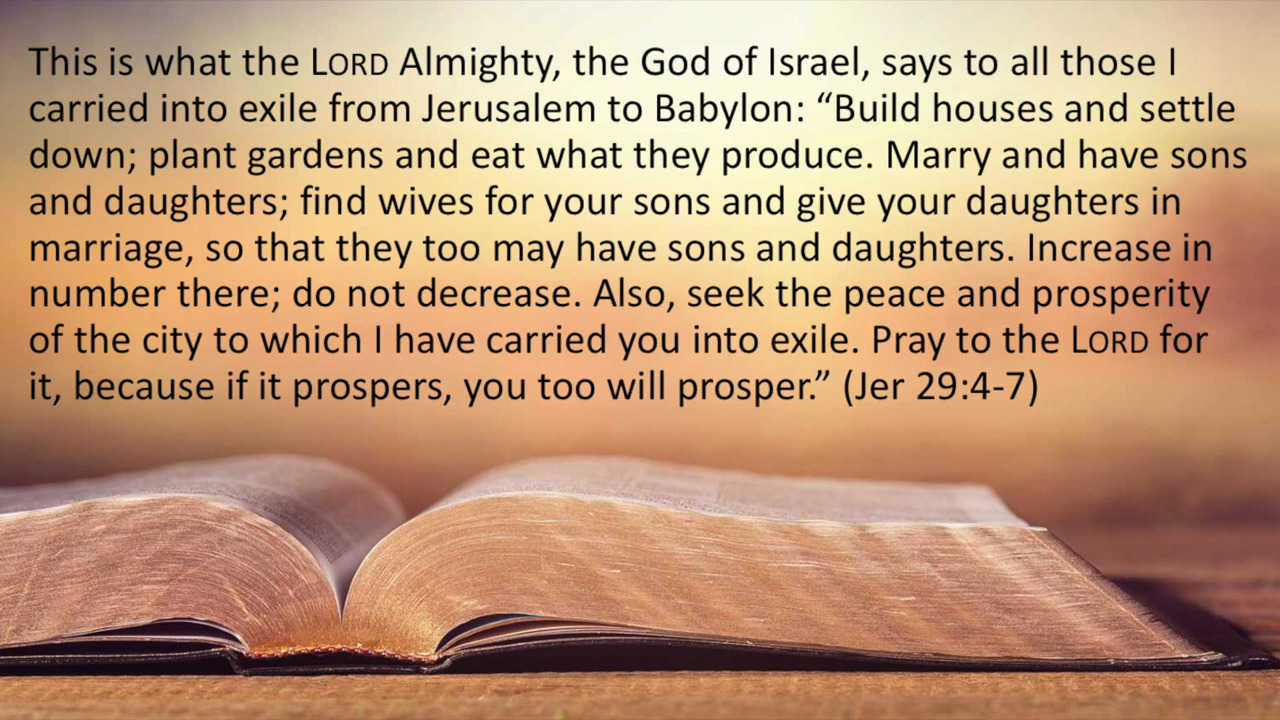 This is what the LORD Almighty, the God of Israel, says to all those I
carried into exile from Jerusalem to Babylon: “Build houses and settle
down; plant gardens and eat what they produce. Marry and have sons
and daughters; find wives for your sons and give your daughters in
marriage, so that they too may have sons and daughters. Increase in
number there; do not decrease. Also, seek the peace and prosperity
of the city to which I have carried you into exile. Pray to the LORD for
it, because if it prospers, you too will prosper.” (Jer 29:4-7)